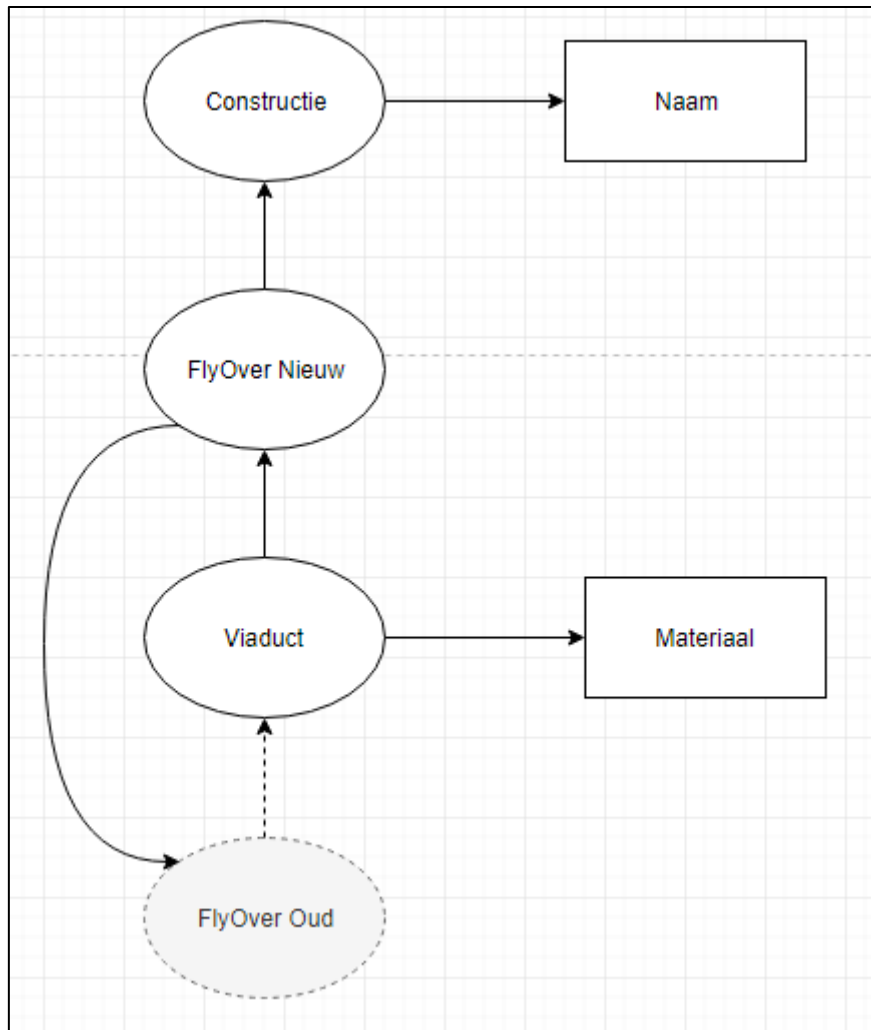 Constructie
Naam
FlyOver Nieuw
Viaduct
Materiaal
FlyOver Oud